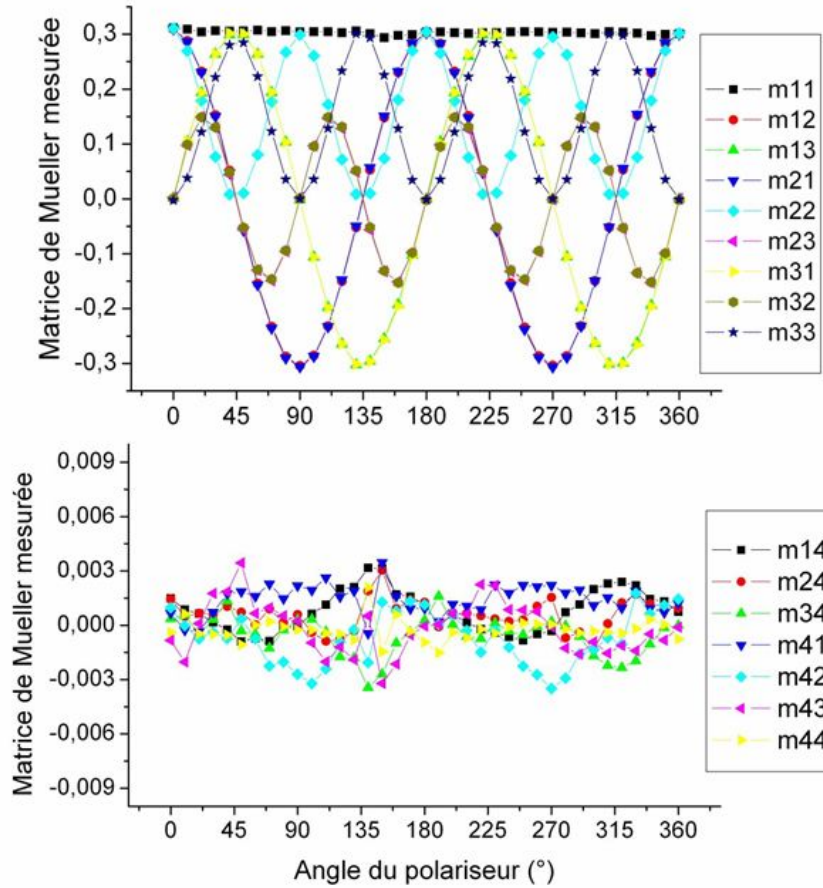 Matrice de Mueller mesurée
0,3
0,2
0,1
0,0
-0,1
-0,2
-0,3
0 45 90 135 180 225 270 315 360
m11
m12
m13
m21
m22
m23
m31
m32
m33
Matrice de Mueller mesurée
0,009
0,006
0,003
0,000
-0,003
-0,006
-0,009
0 45 90 135 180 225 270 315 360
Angle du polariseur (°)
m14
m24
m34
m41
m42
m43
m44